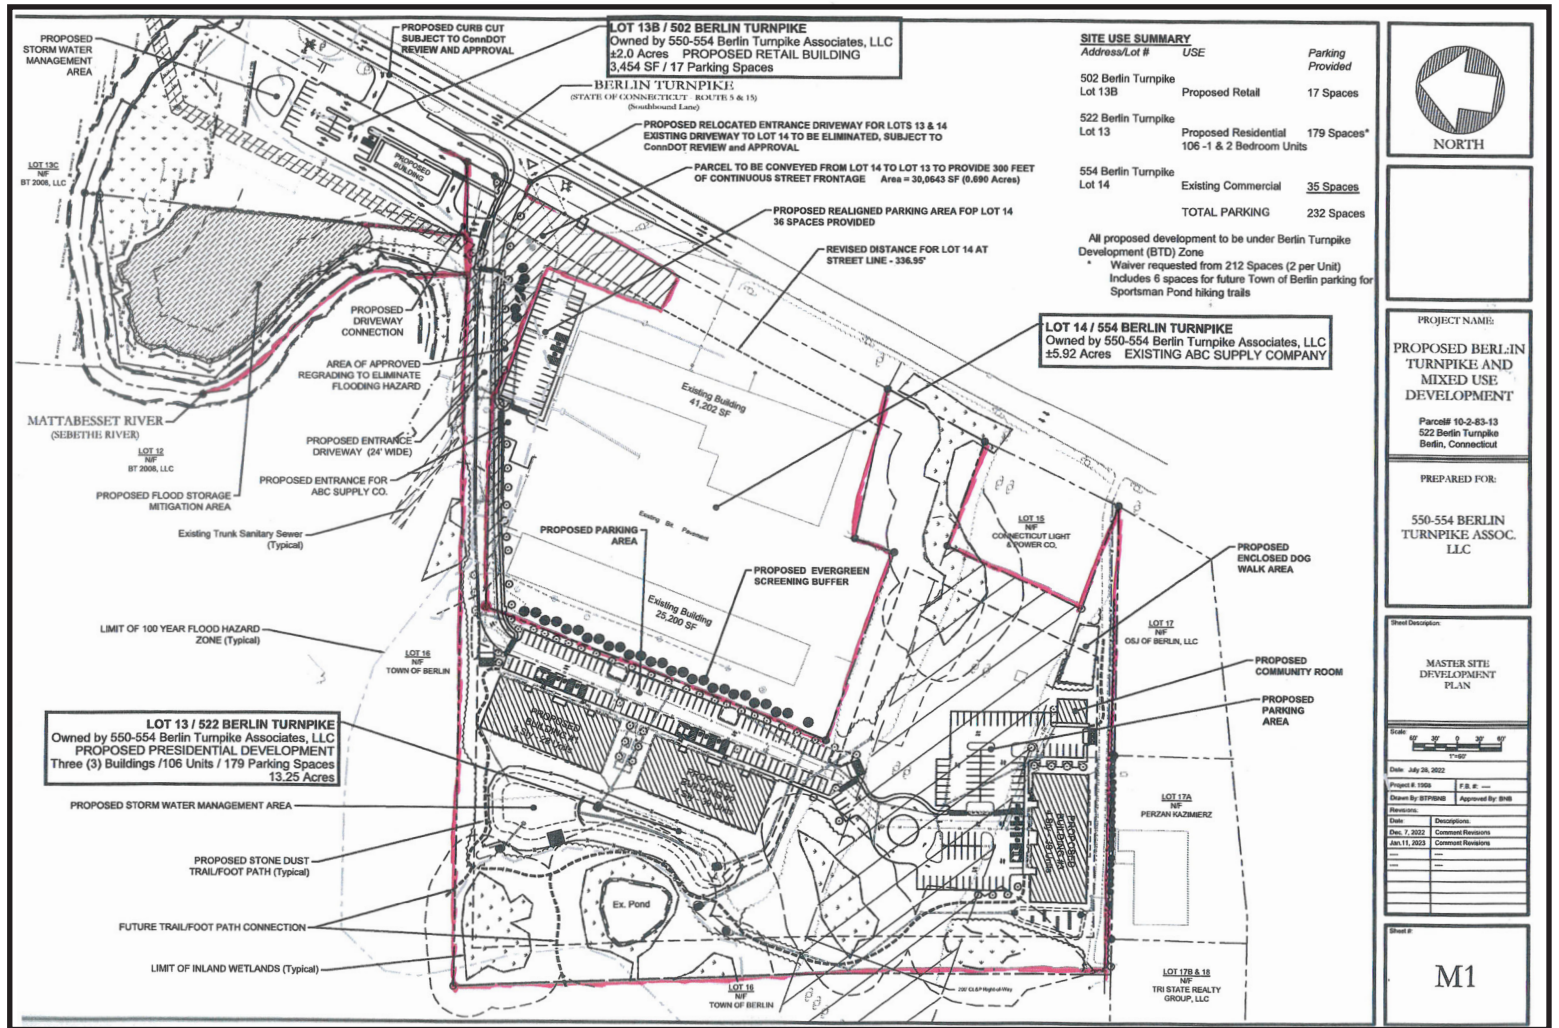 PROPOSED
STORM WATER
MANAGEMENT
AREA
PROPOSED CURB CUT
SUBJECT TO ConnDOT
REVIEW AND APPROVAL
LOT 13B / 502 BERLIN TURNPIKE
Owned by 550-554 Berlin Turnpike Associates, LLC
±2.0 Acres PROPOSED RETAIL BUILDING
3,454 SF / 17 Parking Spaces
BERLIN TURNPIKE
(STATE OF CONNECTICUT - ROUTE 5 & 15)
(Southbound Lane)
PROPOSED RELOCATED ENTRANCE DRIVEWAY FOR LOTS 13 & 14
EXISTING DRIVEWAY TO LOT 14 TO BE ELIMINATED, SUBJECT TO
ConnDOT REVIEW and APPROVAL
PARCEL TO BE CONVEYED FROM LOT 14 TO LOT 13 TO PROVIDE 300 FEET
OF CONTINUOUS STREET FRONTAGE Area = 30,0643 SF (0.690 Acres)
PROPOSED REALIGNED PARKING AREA FOP LOT 14
36 SPACES PROVIDED
REVISED DISTANCE FOR LOT 14 AT
STREET LINE - 336.95'
SITE USE SUMMARY
Address/Lot # USE Parking
Provided
502 Berlin Turnpike
Lot 13B Proposed Retail 17 Spaces
522 Berlin Turnpike
Lot 13 Proposed Residential 179 Spaces*
106 -1 & 2 Bedroom Units
554 Berlin Turnpike
Lot 14 Existing Commercial 35 Spaces
TOTAL PARKING 232 Spaces
All proposed development to be under Berlin Turnpike
Development (BTD) Zone
* Waiver requested from 212 Spaces (2 per Unit)
Includes 6 spaces for future Town of Berlin parking for
Sportsman Pond hiking trails
LOT 14 / 554 BERLIN TURNPIKE
Owned by 550-554 Berlin Turnpike Associates, LLC
±5.92 Acres EXISTING ABC SUPPLY COMPANY
LOT 13C
N/F
BT 2008, LLC
PROPOSED
BUILDING
PROPOSED
DRIVEWAY
CONNECTION
AREA OF APPROVED
REGRADING TO ELIMINATE
FLOODING HAZARD
MATTABESSET RIVER
(SEBETHE RIVER)
LOT 12
N/F
BT 2008, LLC
PROPOSED ENTRANCE
DRIVEWAY (24' WIDE)
PROPOSED ENTRANCE FOR
ABC SUPPLY CO.
PROPOSED FLOOD STORAGE
MITIGATION AREA
Existing Trunk Sanitary Sewer
(Typical)
Existing Building
41,202 SF
Existing Bit. Pavement
PROPOSED PARKING
AREA
PROPOSED EVERGREEN
SCREENING BUFFER
Existing Building
25,200 SF
LOT 15
N/F
CONNECTICUT LIGHT
& POWER CO.
PROPOSED
ENCLOSED DOG
WALK AREA
LOT 17
N/F
OSJ OF BERLIN, LLC
LIMIT OF 100 YEAR FLOOD HAZARD
ZONE (Typical)
LOT 16
N/F
TOWN OF BERLIN
PROPOSED
COMMUNITY ROOM
PROPOSED
PARKING
AREA
LOT 13 / 522 BERLIN TURNPIKE
Owned by 550-554 Berlin Turnpike Associates, LLC
PROPOSED PRESIDENTIAL DEVELOPMENT
Three (3) Buildings /106 Units / 179 Parking Spaces
13.25 Acres
PROPOSED
PROPOSED
PROPOSED
PROPOSED STORM WATER MANAGEMENT AREA
PROPOSED STONE DUST
TRAIL/FOOT PATH (Typical)
FUTURE TRAIL/FOOT PATH CONNECTION
LIMIT OF INLAND WETLANDS (Typical)
Ex. Pond
LOT 17A
N/F
PERZAN KAZIMIERZ
LOT 16
N/F
TOWN OF BERLIN
LOT 17B & 18
N/F
TRI STATE REALTY
GROUP, LLC
NORTH
PROJECT NAME:
PROPOSED BERL:IN
TURNPIKE AND
MIXED USE
DEVELOPMENT
Parcel# 10-2-83-13
522 Berlin Turnpike
Berlin, Connecticut
PREPARED FOR:
550-554 BERLIN
TURNPIKE ASSOC.
LLC
Sheet Description:
MASTER SITE
DEVELOPMENT
PLAN
Scale:
60' 30' 0 30' 60'
1"=60'
Date: July 28, 2022
F.B. #: ---
Drawn By: BTP/BNB Approved By: BNB
Revisions:
Date: Descriptions:
Dec. 7, 2022 Comment Revisions
Jan.11, 2023 Comment Revisions
Sheet #:
M1